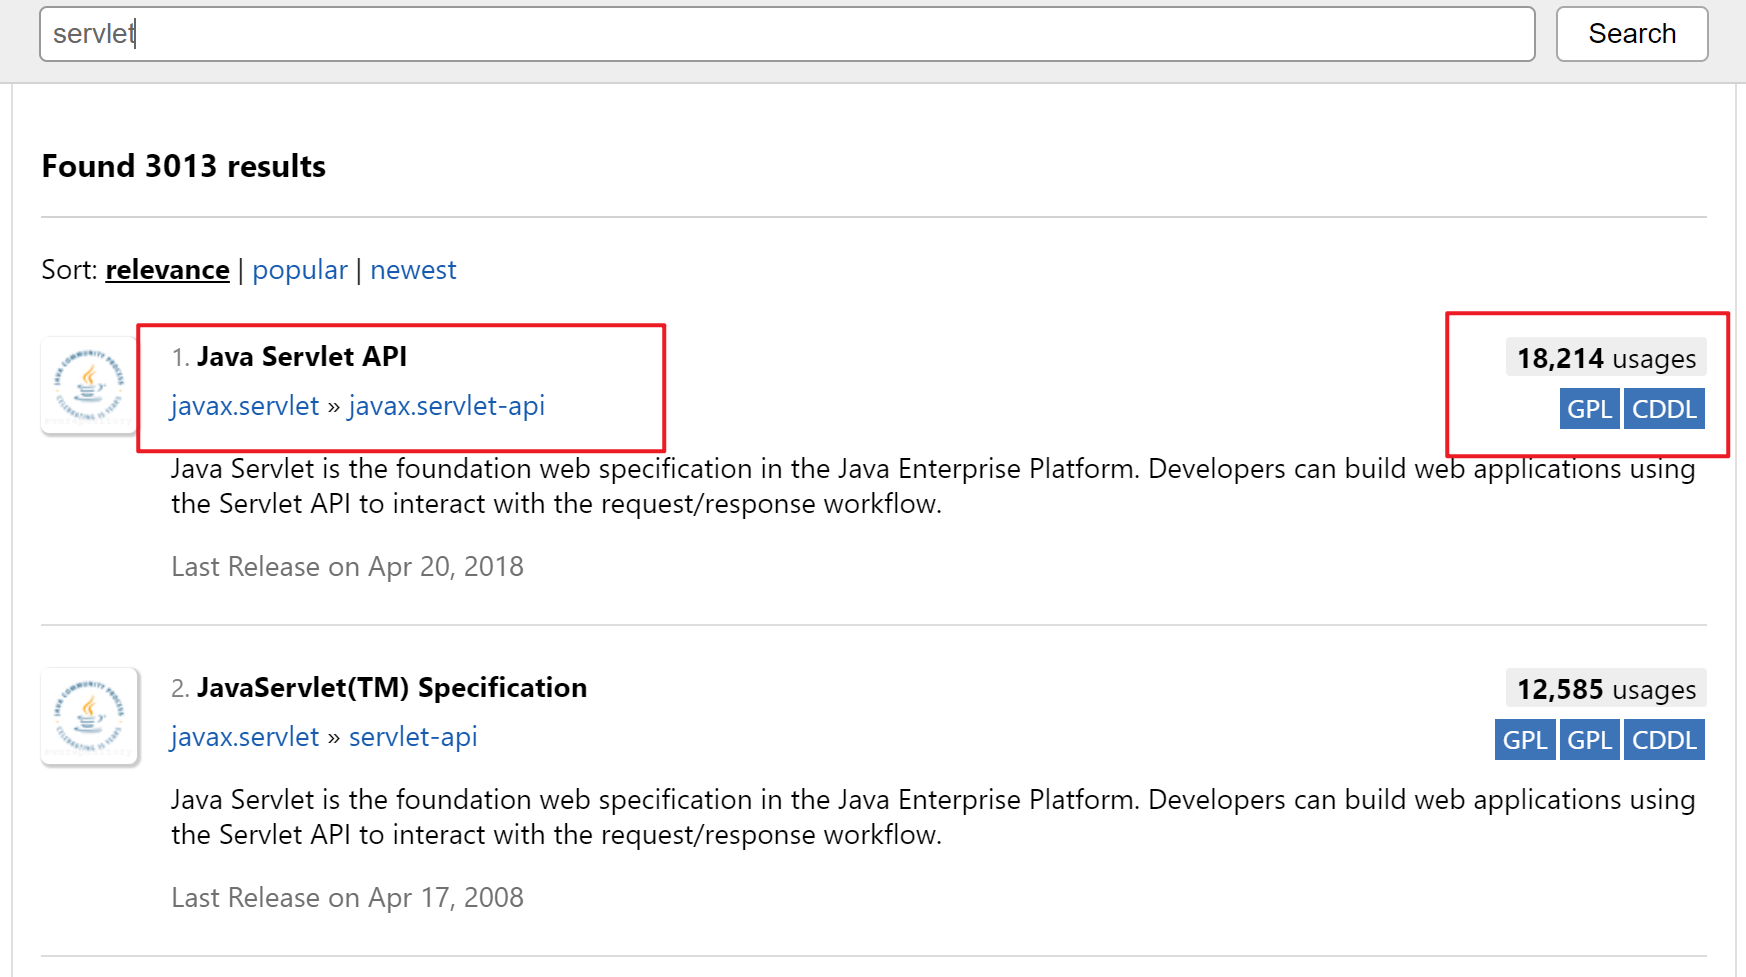 servlet
Search
Found 3013 results
Sort: relevance | popular | newest
1. Java Servlet API
18,214 usages
javax.servlet » javax.servlet-api
GPL CDDL
Java Servlet is the foundation web specification in the Java Enterprise Platform. Developers can build web applications using
the Servlet API to interact with the request/response workflow.
Last Release on Apr 20, 2018
2. JavaServlet(TM) Specification
12,585 usages
javax.servlet » servlet-api
GPL GPL CDDL
Java Servlet is the foundation web specification in the Java Enterprise Platform. Developers can build web applications using
the Servlet API to interact with the request/response workflow.
Last Release on Apr 17, 2008